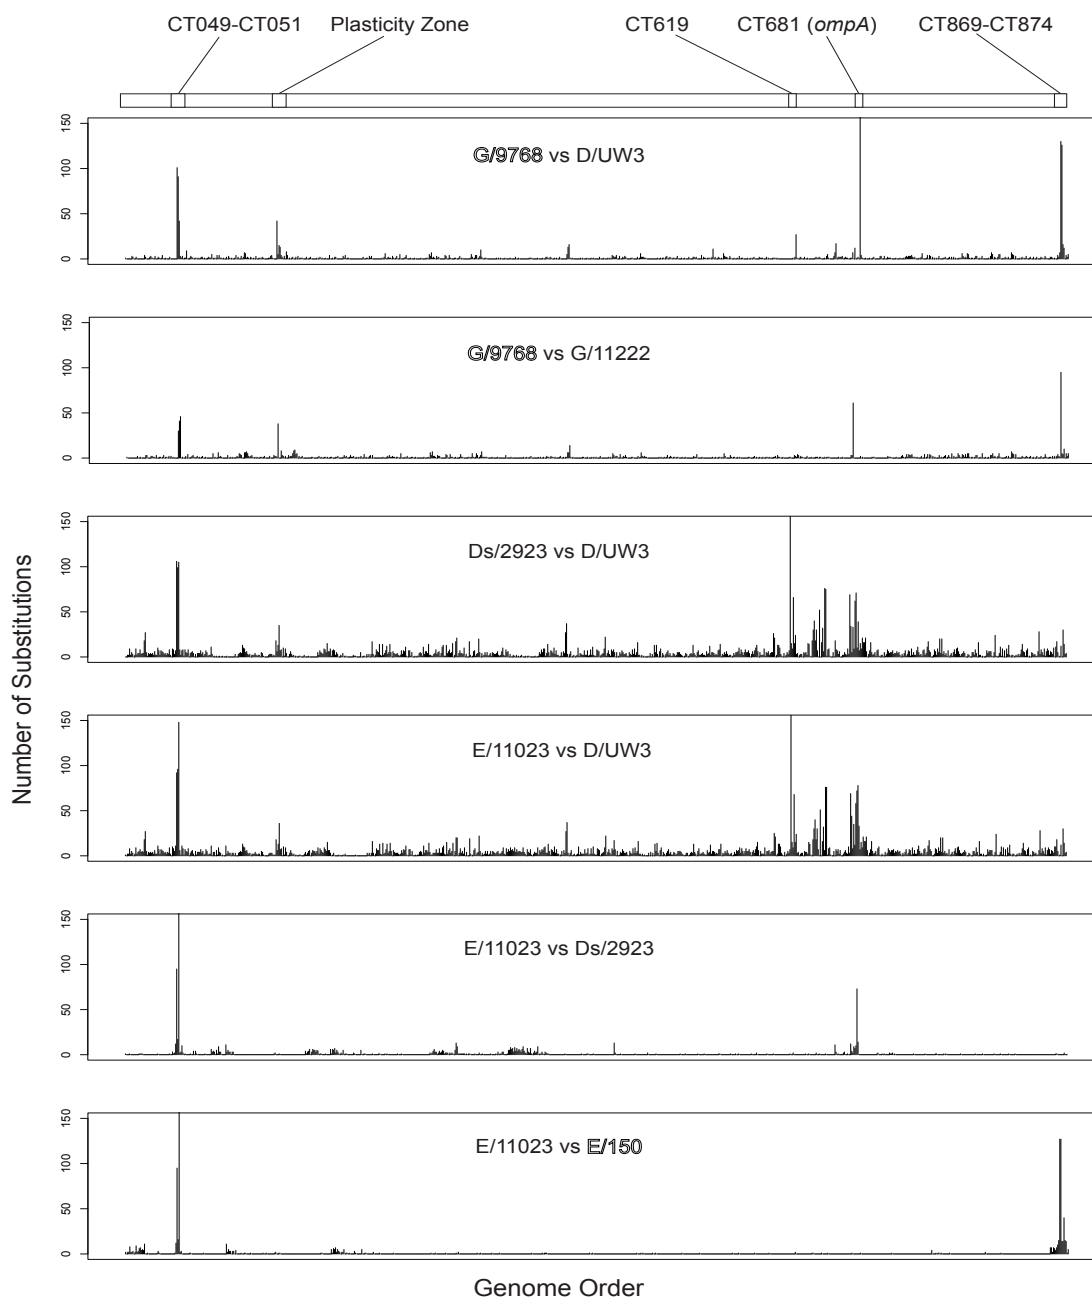 CT049-CT051 Plasticity Zone CT619 CT681 (ompA) CT869-CT874
G/9768 vs D/UW3
150
100
50
0
G/9768 vs G/11222
150
100
50
0
Ds/2923 vs D/UW3
150
100
50
0
E/11023 vs D/UW3
150
100
50
0
E/11023 vs Ds/2923
150
100
50
0
E/11023 vs E/150
150
100
50
0
Number of Substitutions
Genome Order